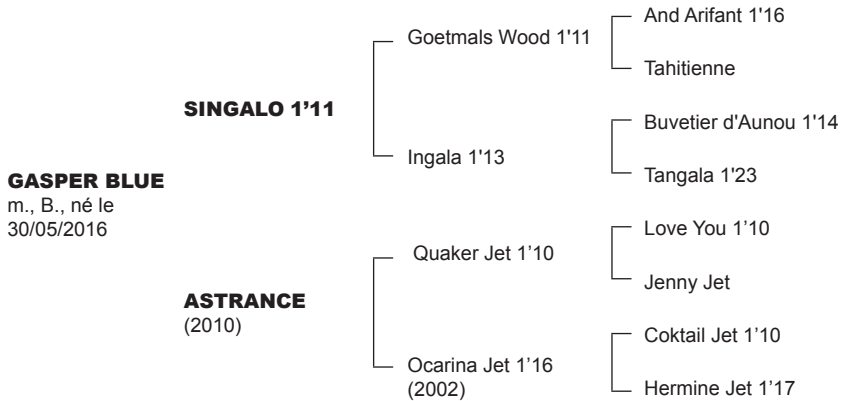 GASPER BLUE
m., B., né le
30/05/2016
SINGALO 1’11
ASTRANCE
(2010)
Goetmals Wood 1'11
Ingala 1'13
Quaker Jet 1’10
Ocarina Jet 1’16
(2002)
And Arifant 1'16
Tahitienne
Buvetier d'Aunou 1'14
Tangala 1'23
Love You 1’10
Jenny Jet
Coktail Jet 1’10
Hermine Jet 1’17